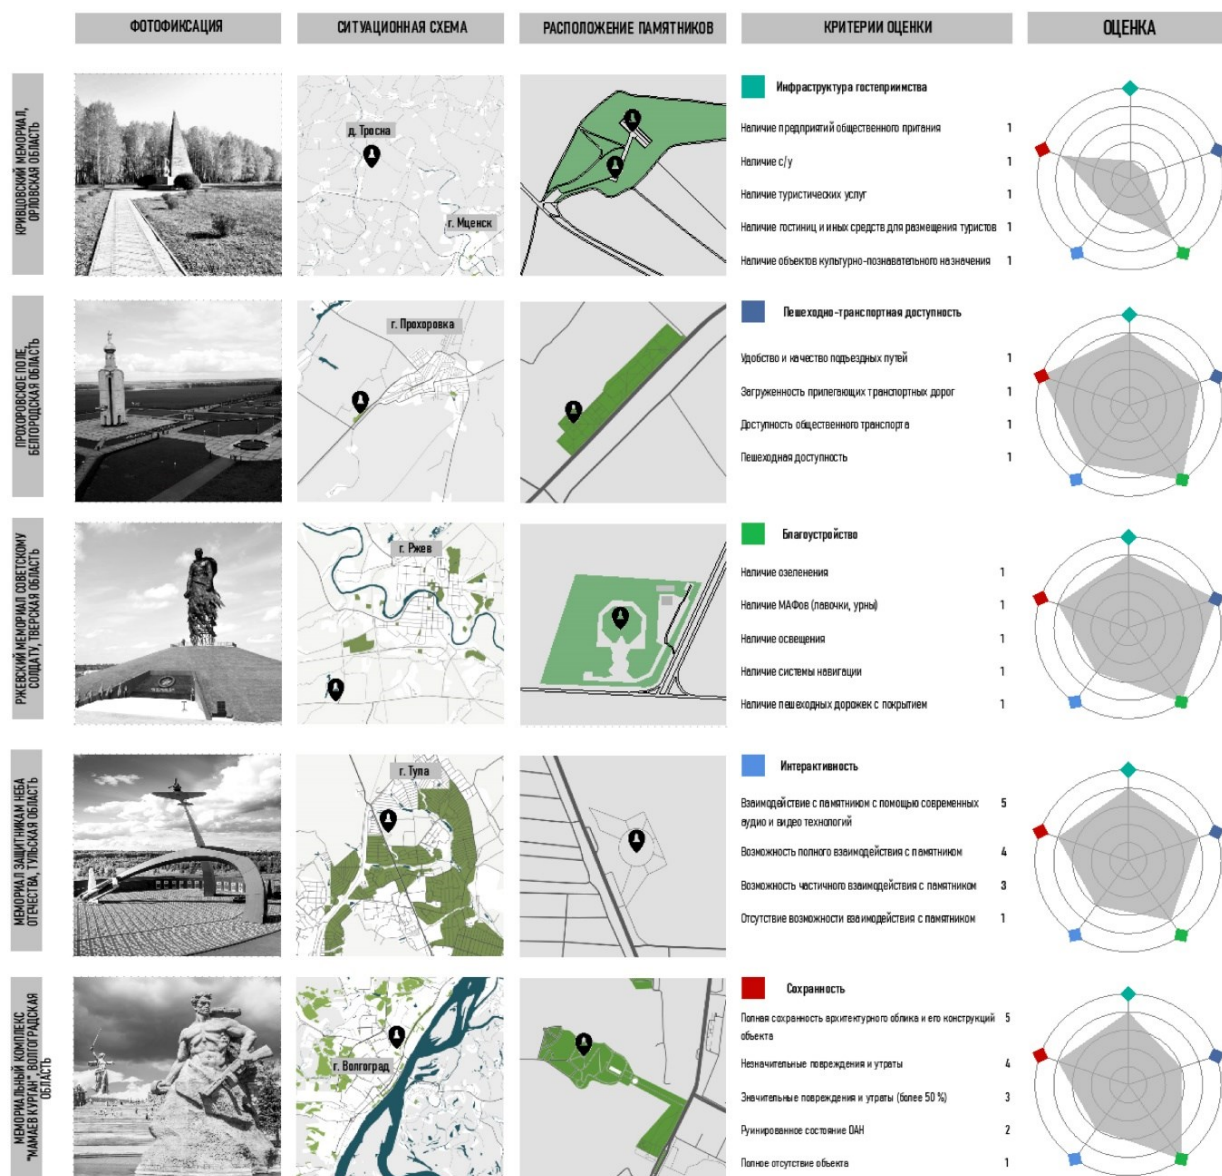 ФОТОФИКСАЦИЯ
СИТУАЦИОННАЯ СХЕМА
РАСПОЛОЖЕНИЕ ПАМЯТНИКОВ
КРИТЕРИИ ОЦЕНКИ
ОЦЕНКА
КРИВЦОВСКИЙ МЕМОРИАЛ,
ОРЛОВСКАЯ ОБЛАСТЬ
д. Тросна
г. Мценск
Инфраструктура гостеприимства
Наличие предприятий общественного питания 1
Наличие с/у 1
Наличие туристических услуг 1
Наличие гостиниц и иных средств для размещения туристов 1
Наличие объектов культурно-познавательного назначения 1
ПРОХОРОВСКОЕ ПОЛЕ,
БЕЛГОРОДСКАЯ ОБЛАСТЬ
г. Прохоровка
Пешеходно-транспортная доступность
Удобство и качество подъездных путей 1
Загруженность прилегающих транспортных дорог 1
Доступность общественного транспорта 1
Пешеходная доступность 1
РЖЕВСКИЙ МЕМОРИАЛ СОВЕТСКОМУ
СОЛДАТУ, ТВЕРСКАЯ ОБЛАСТЬ
г. Ржев
Благоустройство
Наличие озеленения 1
Наличие МАФов (лавочки, урны) 1
Наличие освещения 1
Наличие системы навигации 1
Наличие пешеходных дорожек с покрытием 1
МЕМОРИАЛ ЗАЩИТНИКАМ НЕБА
ОТЕЧЕСТВА, ТУЛЬСКАЯ ОБЛАСТЬ
г. Тула
Интерактивность
Взаимодействие с памятником с помощью современных 5
аудио и видео технологий
Возможность полного взаимодействия с памятником 4
Возможность частичного взаимодействия с памятником 3
Отсутствие возможности взаимодействия с памятником 1
МЕМОРИАЛЬНЫЙ КОМПЛЕКС
"МАМАЕВ КУРГАН" ВОЛГОГРАДСКАЯ
ОБЛАСТЬ
г. Волгоград
Сохранность
Полная сохранность архитектурного облика и его конструкций 5
объекта
Незначительные повреждения и утраты 4
Значительные повреждения и утраты (более 50 %) 3
Руинированное состояние ОАН 2
Полное отсутствие объекта 1